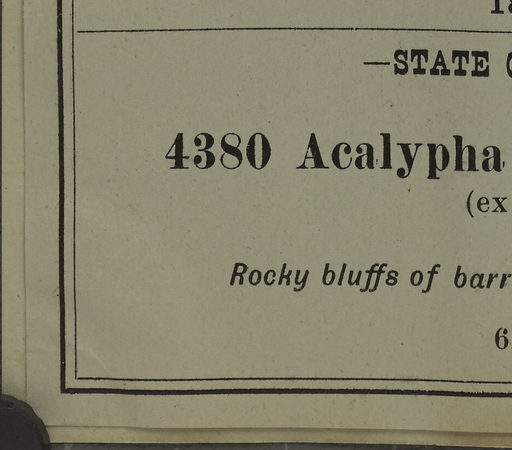 —STATE
4380 Acalypha
(ex
Rocky bluffs of barr
6